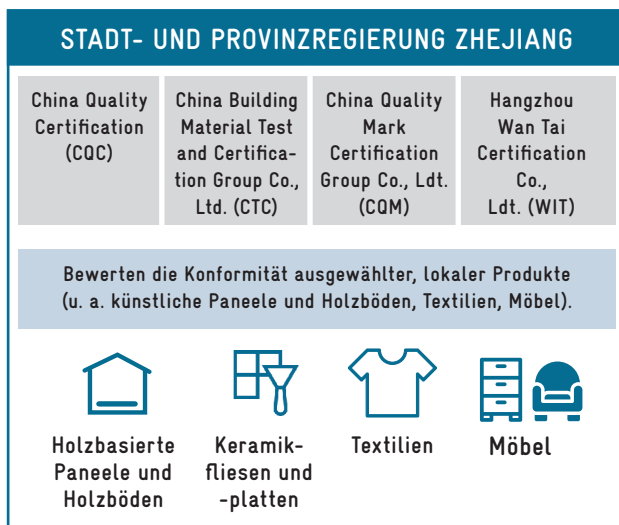 STADT- UND PROVINZREGIERUNG ZHEJIANG
China Quality
Certification
(CQC)
China Building
Material Test
and Certifica-
tion Group Co.,
Ltd. (CTC)
China Quality
Mark
Certification
Group Co., Ldt.
(CQM)
Hangzhou
Wan Tai
Certification
Co.,
Ldt. (WIT)
Bewerten die Konformität ausgewählter, lokaler Produkte
(u. a. künstliche Paneele und Holzböden, Textilien, Möbel).
Holzbasierte
Paneele und
Holzböden
Keramik-
fliesen und
-platten
Textilien
Möbel